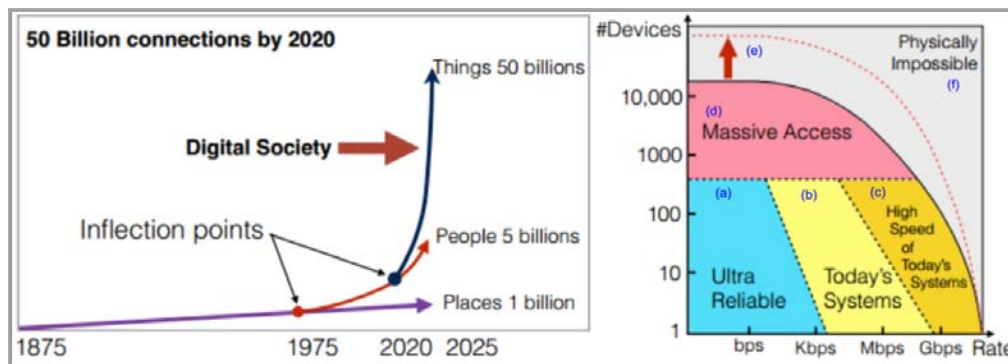 50 Billion connections by 2020
Things 50 billions
Digital Society
Inflection points
People 5 billions
Places 1 billion
1875
1975
2020
2025
#Devices
10,000
1000
100
10
1
(e)
Physically
Impossible
(f)
(d)
Massive Access
(a)
(b)
(c)
High
Speed
of
Today's
Systems
Ultra
Reliable
Today's
Systems
bps
Kbps
Mbps
Gbps
Rate